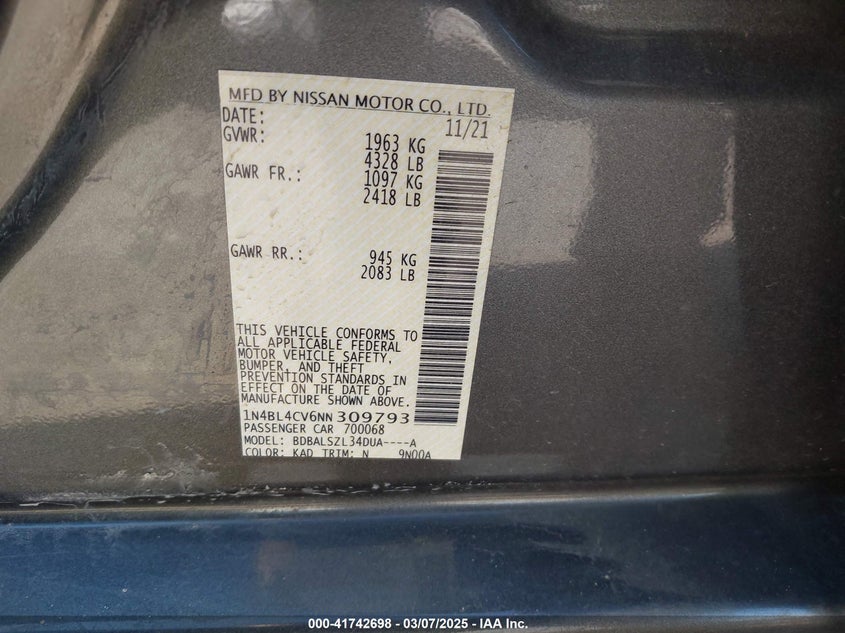 MFD BY NISSAN MOTOR CO., LTD.
DATE: 11/21
GVWR: 1963 KG
4328 LB
GAWR FR.: 1097 KG
2418 LB
GAWR RR.: 945 KG
2083 LB
THIS VEHICLE CONFORMS TO
ALL APPLICABLE FEDERAL
MOTOR VEHICLE SAFETY,
BUMPER, AND THEFT
PREVENTION STANDARDS IN
EFFECT ON THE DATE OF
MANUFACTURE SHOWN ABOVE.
1N4BL4CV6NN309793
PASSENGER CAR 700068
MODEL: BDBALSZL34DUA----A
COLOR: KAD TRIM: N 9N00A
000-41742698 - 03/07/2025 - IAA Inc.